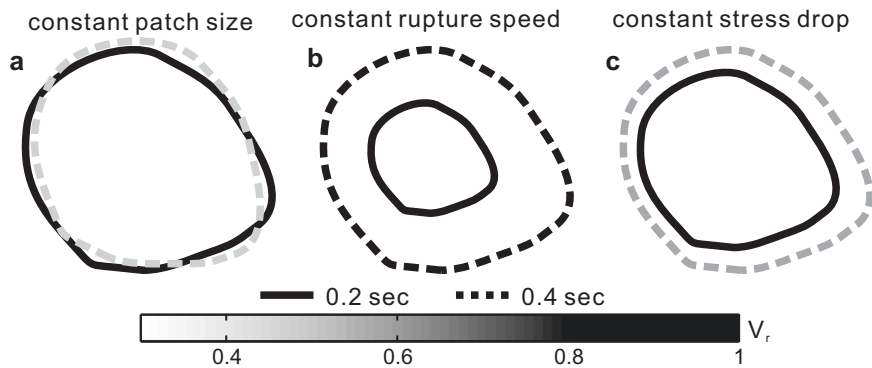 constant patch size
constant rupture speed
constant stress drop
a
b
c
0.2 sec
0.4 sec
0.4
0.6
0.8
1
Vr